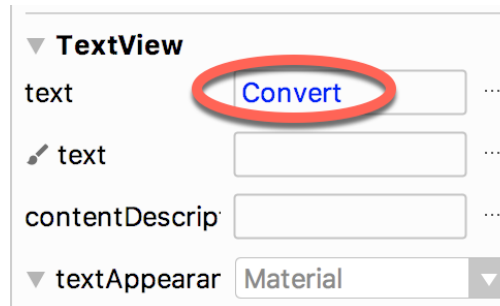 TextView
text Convert ...
text ...
contentDescrip ...
textAppearar Material